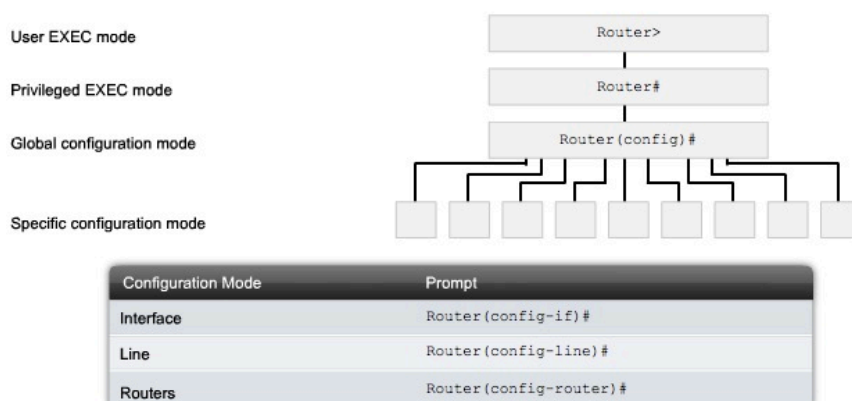 User EXEC mode Router>
Privileged EXEC mode Router#
Global configuration mode Router(config)#
Specific configuration mode
Configuration Mode Prompt
Interface Router(config-if)#
Line Router(config-line)#
Routers Router(config-router)#